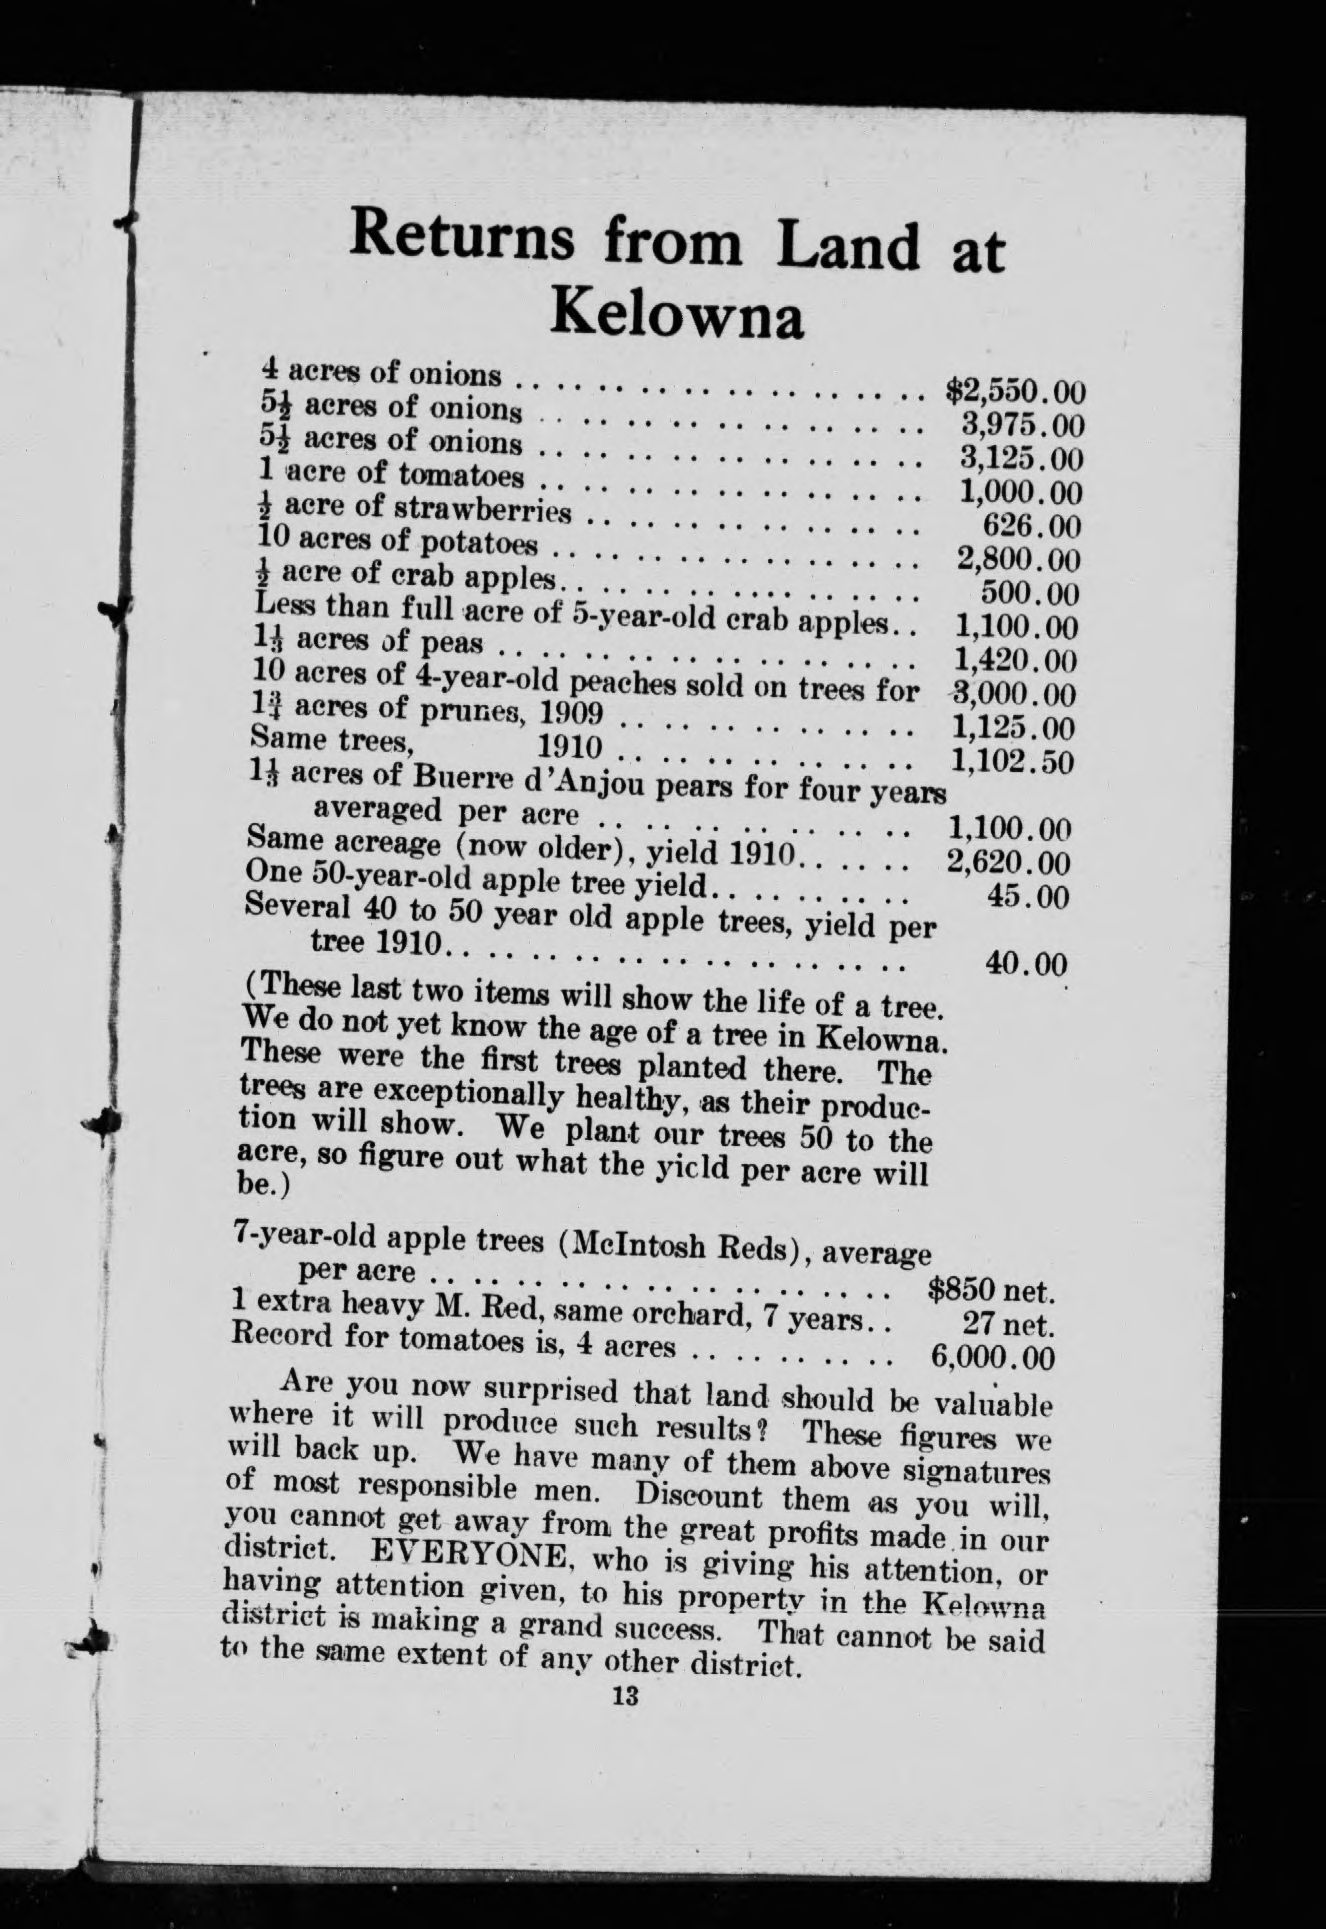 Returns from Land at
Kelowna
4 acres of onions . . . . . . . . . . . . . . . . . . . $2,550.00
5½ acres of onions . . . . . . . . . . . . . . . . . . 3,975.00
5½ acres of onions . . . . . . . . . . . . . . . . . . 3,125.00
1 acre of tomatoes . . . . . . . . . . . . . . . . . . 1,000.00
½ acre of strawberries . . . . . . . . . . . . . . . . 626.00
10 acres of potatoes . . . . . . . . . . . . . . . . . 2,800.00
½ acre of crab apples. . . . . . . . . . . . . . . . . 500.00
Less than full acre of 5-year-old crab apples. . 1,100.00
1⅓ acres of peas . . . . . . . . . . . . . . . . . . . . 1,420.00
10 acres of 4-year-old peaches sold on trees for 3,000.00
1¾ acres of prunes, 1909 . . . . . . . . . . . . . . 1,125.00
Same trees, 1910 . . . . . . . . . . . . . . 1,102.50
1⅓ acres of Buerre d'Anjou pears for four years
averaged per acre . . . . . . . . . . . . . . . 1,100.00
Same acreage (now older), yield 1910. . . . . . 2,620.00
One 50-year-old apple tree yield. . . . . . . . . . 45.00
Several 40 to 50 year old apple trees, yield per
tree 1910. . . . . . . . . . . . . . . . . . . . . . 40.00
(These last two items will show the life of a tree.
We do not yet know the age of a tree in Kelowna.
These were the first trees planted there. The
trees are exceptionally healthy, as their produc-
tion will show. We plant our trees 50 to the
acre, so figure out what the yield per acre will
be.)
7-year-old apple trees (McIntosh Reds), average
per acre . . . . . . . . . . . . . . . . . . . . . . $850 net.
1 extra heavy M. Red, same orchard, 7 years. . 27 net.
Record for tomatoes is, 4 acres . . . . . . . . . . 6,000.00
Are you now surprised that land should be valuable
where it will produce such results? These figures we
will back up. We have many of them above signatures
of most responsible men. Discount them as you will,
you cannot get away from the great profits made in our
district. EVERYONE, who is giving his attention, or
having attention given, to his property in the Kelowna
district is making a grand success. That cannot be said
to the same extent of any other district.
13